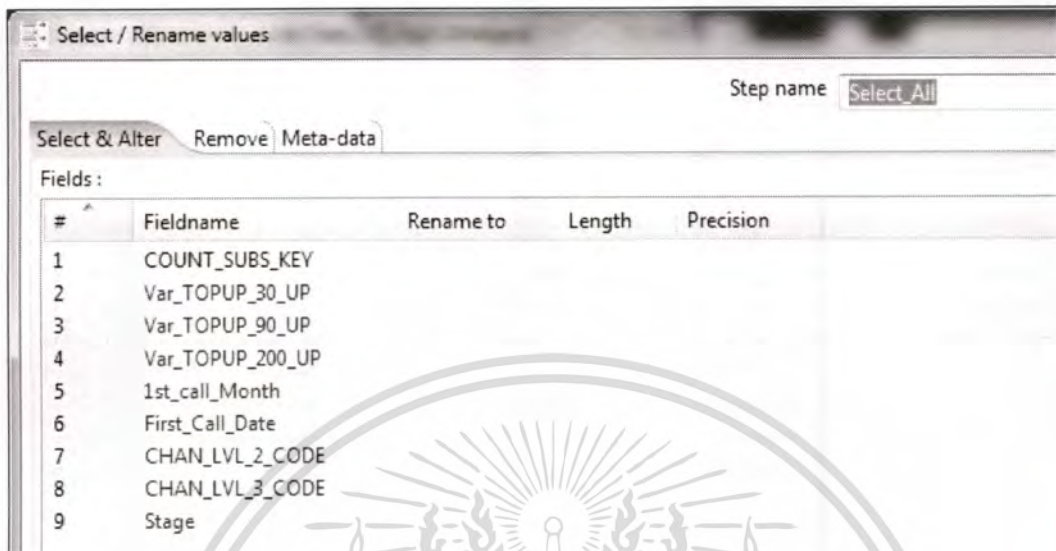 Select / Rename values
Step name Select_All
Select & Alter Remove Meta-data
Fields :
# Fieldname Rename to Length Precision
1 COUNT_SUBS_KEY
2 Var_TOPUP_30_UP
3 Var_TOPUP_90_UP
4 Var_TOPUP_200_UP
5 1st_call_Month
6 First_Call_Date
7 CHAN_LVL_2_CODE
8 CHAN_LVL_3_CODE
9 Stage